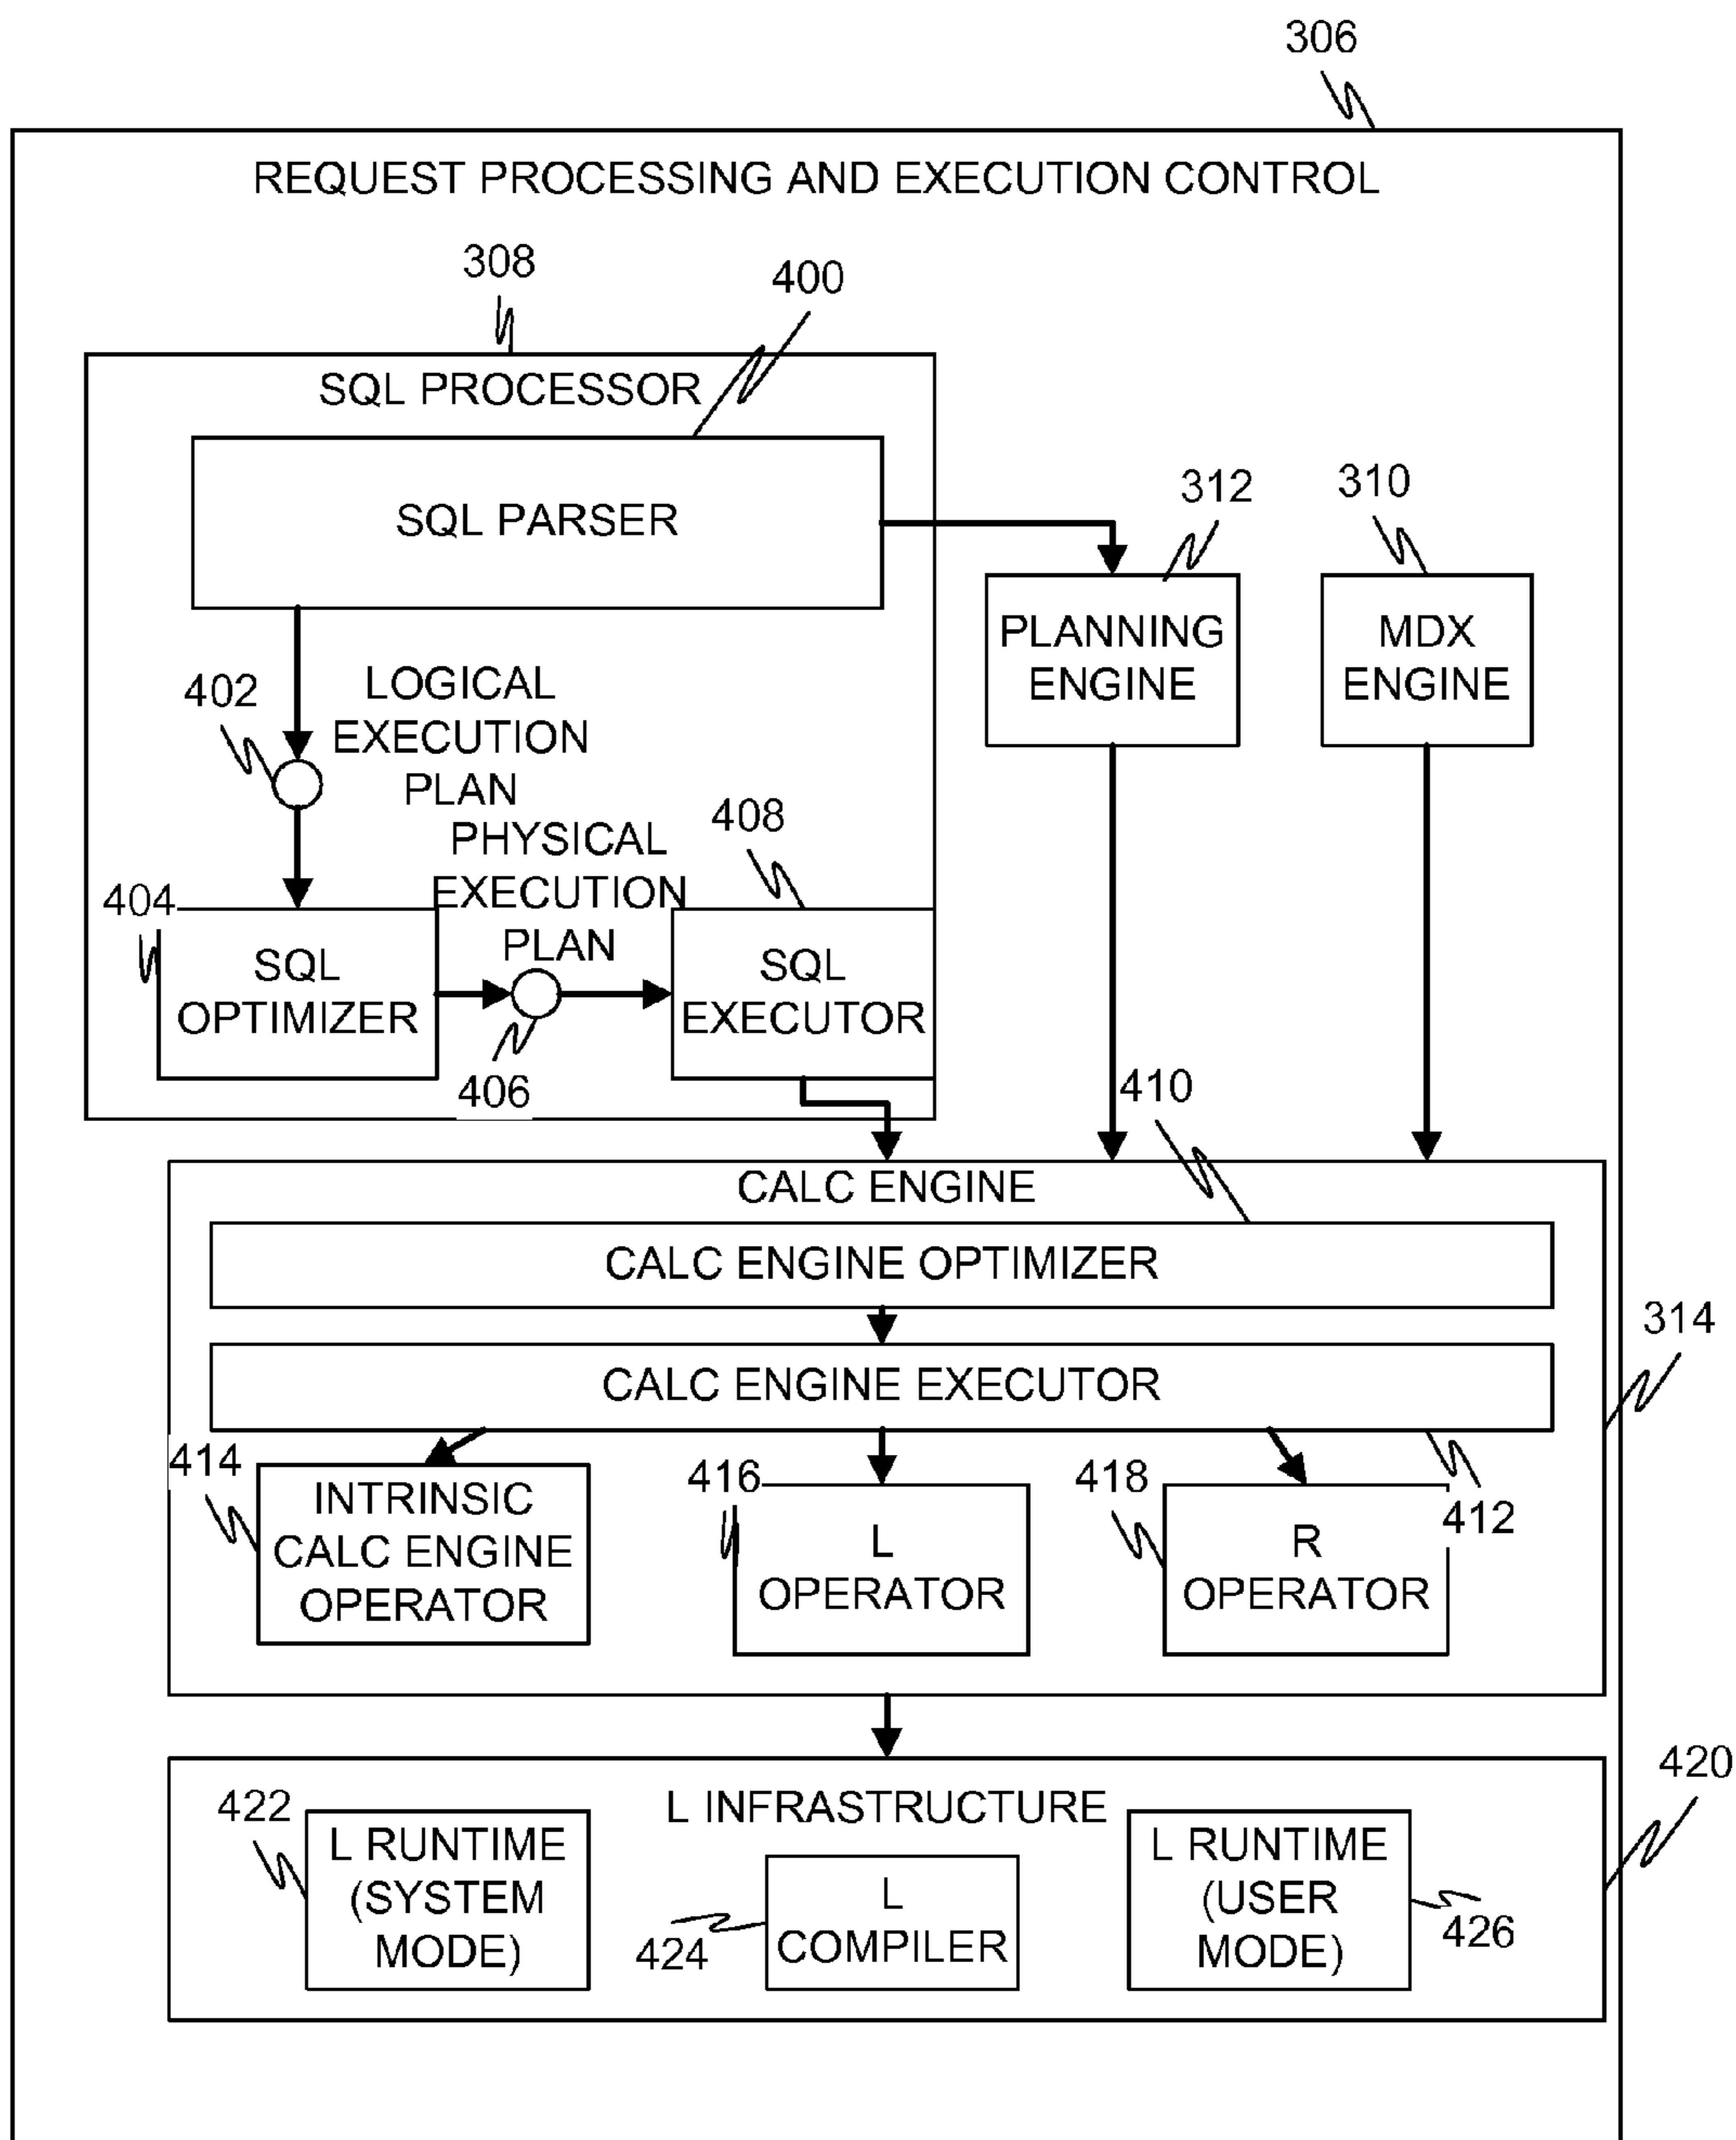 306
REQUEST PROCESSING AND EXECUTION CONTROL
308
400
SQL PROCESSOR
SQL PARSER
312
310
PLANNING
ENGINE
MDX
ENGINE
402
LOGICAL
EXECUTION
PLAN
PHYSICAL
EXECUTION
PLAN
408
404
SQL
OPTIMIZER
SQL
EXECUTOR
406
410
CALC ENGINE
CALC ENGINE OPTIMIZER
314
CALC ENGINE EXECUTOR
414
INTRINSIC
CALC ENGINE
OPERATOR
416
L
OPERATOR
418
R
OPERATOR
412
420
L INFRASTRUCTURE
422
L RUNTIME
(SYSTEM
MODE)
424
L
COMPILER
L RUNTIME
(USER
MODE)
426